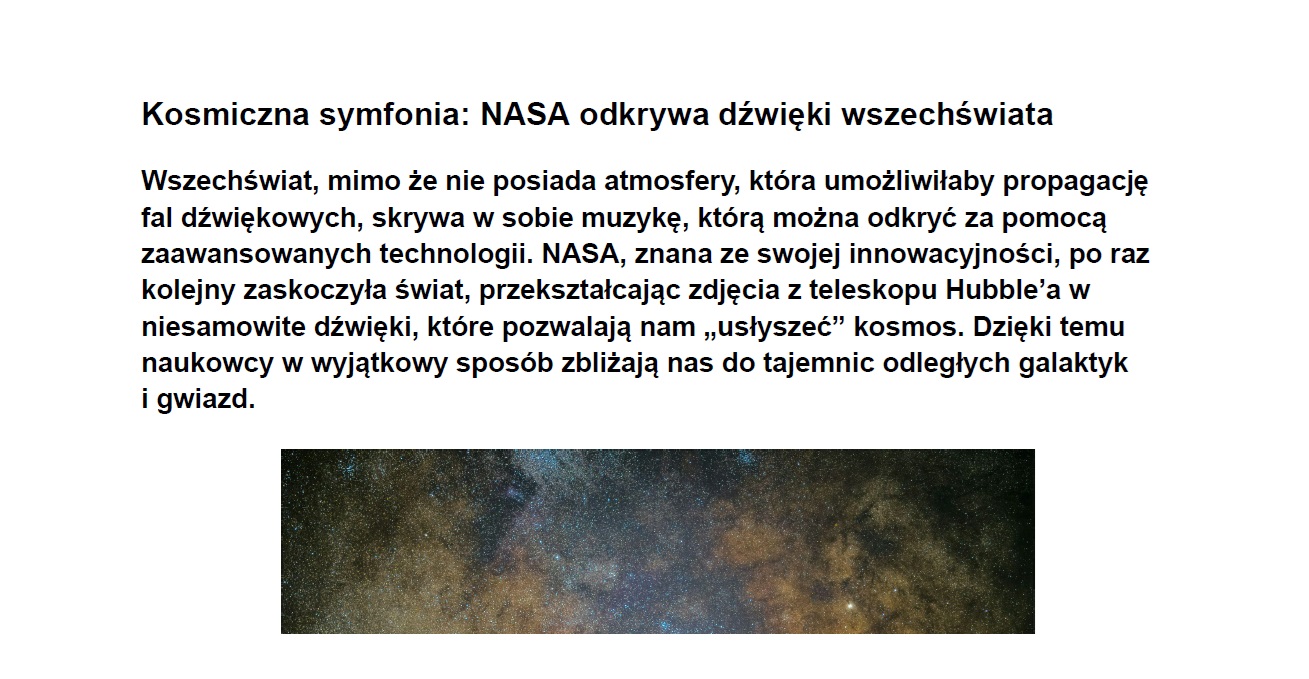 Kosmiczna symfonia: NASA odkrywa dźwięki wszechświata
Wszechświat, mimo że nie posiada atmosfery, która umożliwiłaby propagację
fal dźwiękowych, skrywa w sobie muzykę, którą można odkryć za pomocą
zaawansowanych technologii. NASA, znana ze swojej innowacyjności, po raz
kolejny zaskoczyła świat, przekształcając zdjęcia z teleskopu Hubble’a w
niesamowite dźwięki, które pozwalają nam „usłyszeć” kosmos. Dzięki temu
naukowcy w wyjątkowy sposób zbliżają nas do tajemnic odległych galaktyk
i gwiazd.